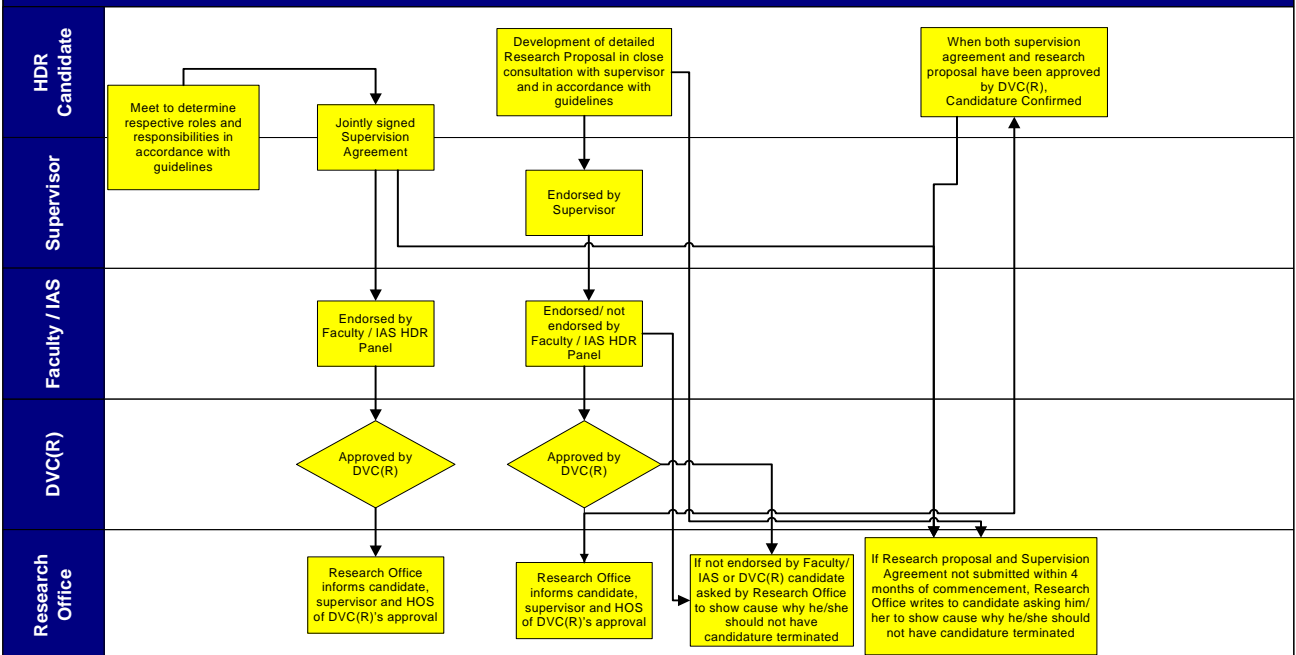 HDR
Candidate
Meet to determine
respective roles and
responsibilities in
accordance with
guidelines
Jointly signed
Supervision
Agreement
Development of detailed
Research Proposal in close
consultation with supervisor
and in accordance with
guidelines
When both supervision
agreement and research
proposal have been approved
by DVC(R),
Candidature Confirmed
Supervisor
Endorsed by
Supervisor
Faculty / IAS
Endorsed by
Faculty / IAS HDR
Panel
Endorsed/ not
endorsed by
Faculty / IAS HDR
Panel
DVC(R)
Approved by
DVC(R)
Approved by
DVC(R)
Research
Office
Research Office
informs candidate,
supervisor and HOS
of DVC(R)'s approval
Research Office
informs candidate,
supervisor and HOS
of DVC(R)'s approval
If not endorsed by Faculty/
IAS or DVC(R) candidate
asked by Research Office
to show cause why he/she
should not have
candidature terminated
If Research proposal and Supervision
Agreement not submitted within 4
months of commencement, Research
Office writes to candidate asking him/
her to show cause why he/she should
not have candidature terminated